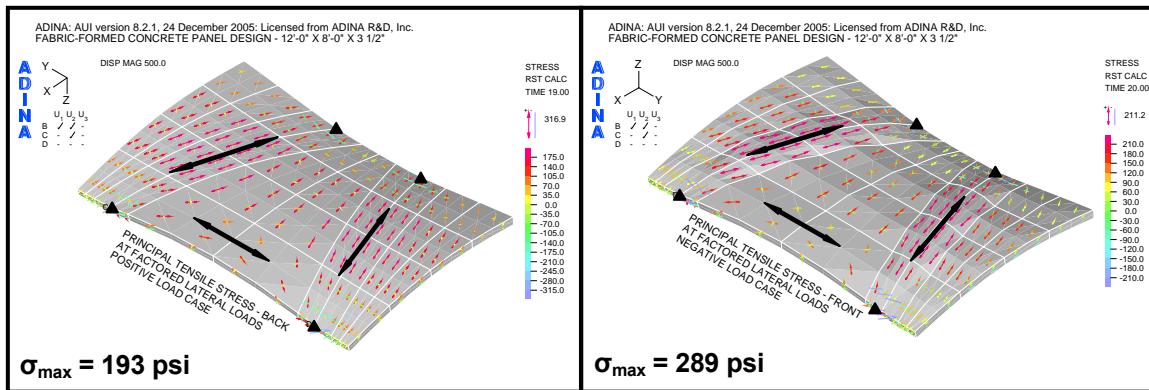 ADINA: AUI version 8.2.1, 24 December 2005: Licensed from ADINA R&D, Inc.
FABRIC-FORMED CONCRETE PANEL DESIGN - 12'-0" X 8'-0" X 3 1/2"
ADINA
DISP MAG 500.0
Y
X
Z
U1 U2 U3
B / / -
C - - -
D - - -
STRESS
RST CALC
TIME 19.00
316.9
175.0
105.0
70.0
35.0
0.0
-35.0
-70.0
-105.0
-140.0
-175.0
-210.0
-245.0
-280.0
-315.0
PRINCIPAL TENSILE STRESS - BACK
AT FACTORED LATERAL LOADS
POSITIVE LOAD CASE
σmax = 193 psi
ADINA: AUI version 8.2.1, 24 December 2005: Licensed from ADINA R&D, Inc.
FABRIC-FORMED CONCRETE PANEL DESIGN - 12'-0" X 8'-0" X 3 1/2"
ADINA
DISP MAG 500.0
Z
X
Y
U1 U2 U3
B / / -
C - / -
D - - -
STRESS
RST CALC
TIME 20.00
211.2
210.0
180.0
150.0
120.0
90.0
60.0
30.0
0.0
-30.0
-60.0
-90.0
-120.0
-150.0
-180.0
-210.0
PRINCIPAL TENSILE STRESS - FRONT
AT FACTORED LATERAL LOADS
NEGATIVE LOAD CASE
σmax = 289 psi